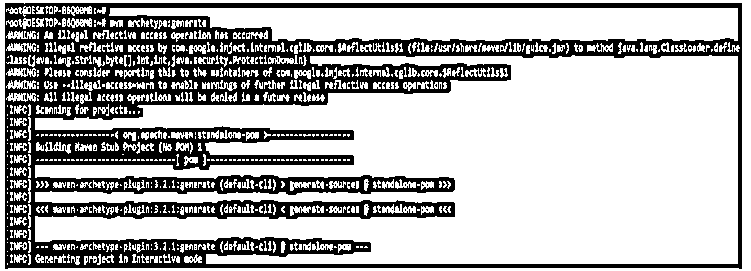 root@DESKTOP-B6Q60MB:~#
root@DESKTOP-B6Q60MB:~# mvn archetype:generate
WARNING: An illegal reflective access operation has occurred
WARNING: Illegal reflective access by com.google.inject.internal.cglib.core.$ReflectUtils$1 (file:/usr/share/maven/lib/guice.jar) to method java.lang.ClassLoader.define
Class(java.lang.String,byte[],int,int,java.security.ProtectionDomain)
WARNING: Please consider reporting this to the maintainers of com.google.inject.internal.cglib.core.$ReflectUtils$1
WARNING: Use --illegal-access=warn to enable warnings of further illegal reflective access operations
WARNING: All illegal access operations will be denied in a future release
[INFO] Scanning for projects...
[INFO]
[INFO] ------------------< org.apache.maven:standalone-pom >-------------------
[INFO] Building Maven Stub Project (No POM) 1
[INFO] --------------------------------[ pom ]---------------------------------
[INFO]
[INFO] >>> maven-archetype-plugin:3.2.1:generate (default-cli) > generate-sources @ standalone-pom >>>
[INFO]
[INFO] <<< maven-archetype-plugin:3.2.1:generate (default-cli) < generate-sources @ standalone-pom <<<
[INFO]
[INFO]
[INFO] --- maven-archetype-plugin:3.2.1:generate (default-cli) @ standalone-pom ---
[INFO] Generating project in Interactive mode